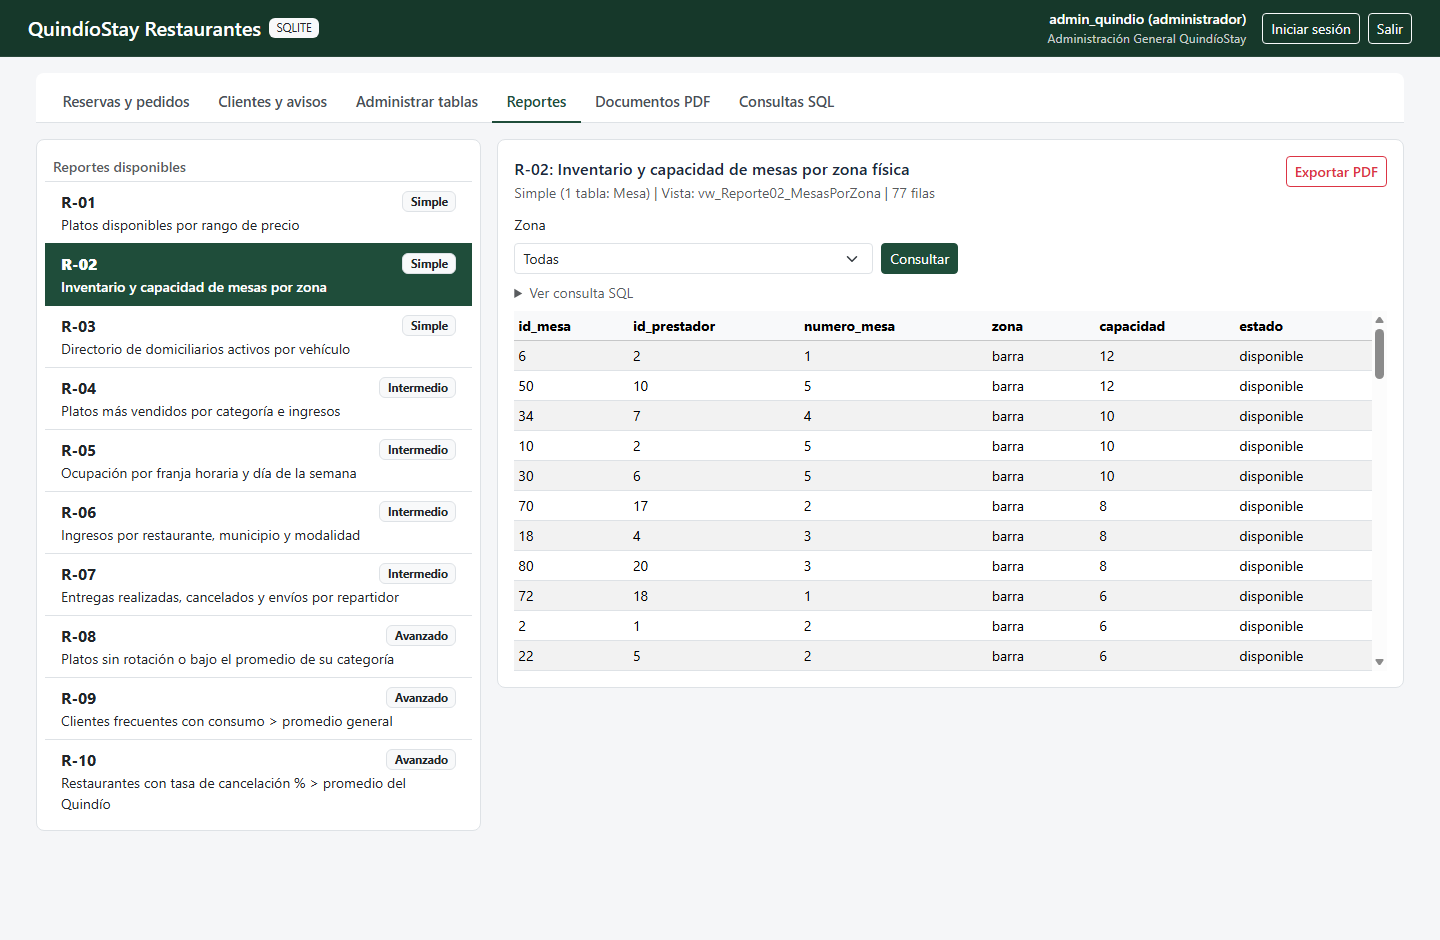 QuindíoStay Restaurantes SQLITE
admin_quindio (administrador)
Administración General QuindíoStay
Iniciar sesión
Salir
Reservas y pedidos Clientes y avisos Administrar tablas Reportes Documentos PDF Consultas SQL
Reportes disponibles
R-01 Simple
Platos disponibles por rango de precio
R-02 Simple
Inventario y capacidad de mesas por zona
R-03 Simple
Directorio de domiciliarios activos por vehículo
R-04 Intermedio
Platos más vendidos por categoría e ingresos
R-05 Intermedio
Ocupación por franja horaria y día de la semana
R-06 Intermedio
Ingresos por restaurante, municipio y modalidad
R-07 Intermedio
Entregas realizadas, cancelados y envíos por repartidor
R-08 Avanzado
Platos sin rotación o bajo el promedio de su categoría
R-09 Avanzado
Clientes frecuentes con consumo > promedio general
R-10 Avanzado
Restaurantes con tasa de cancelación % > promedio del
Quindío
R-02: Inventario y capacidad de mesas por zona física
Simple (1 tabla: Mesa) | Vista: vw_Reporte02_MesasPorZona | 77 filas
Exportar PDF
Zona
Todas
Consultar
Ver consulta SQL
id_mesa id_prestador numero_mesa zona capacidad estado
6 2 1 barra 12 disponible
50 10 5 barra 12 disponible
34 7 4 barra 10 disponible
10 2 5 barra 10 disponible
30 6 5 barra 10 disponible
70 17 2 barra 8 disponible
18 4 3 barra 8 disponible
80 20 3 barra 8 disponible
72 18 1 barra 6 disponible
2 1 2 barra 6 disponible
22 5 2 barra 6 disponible